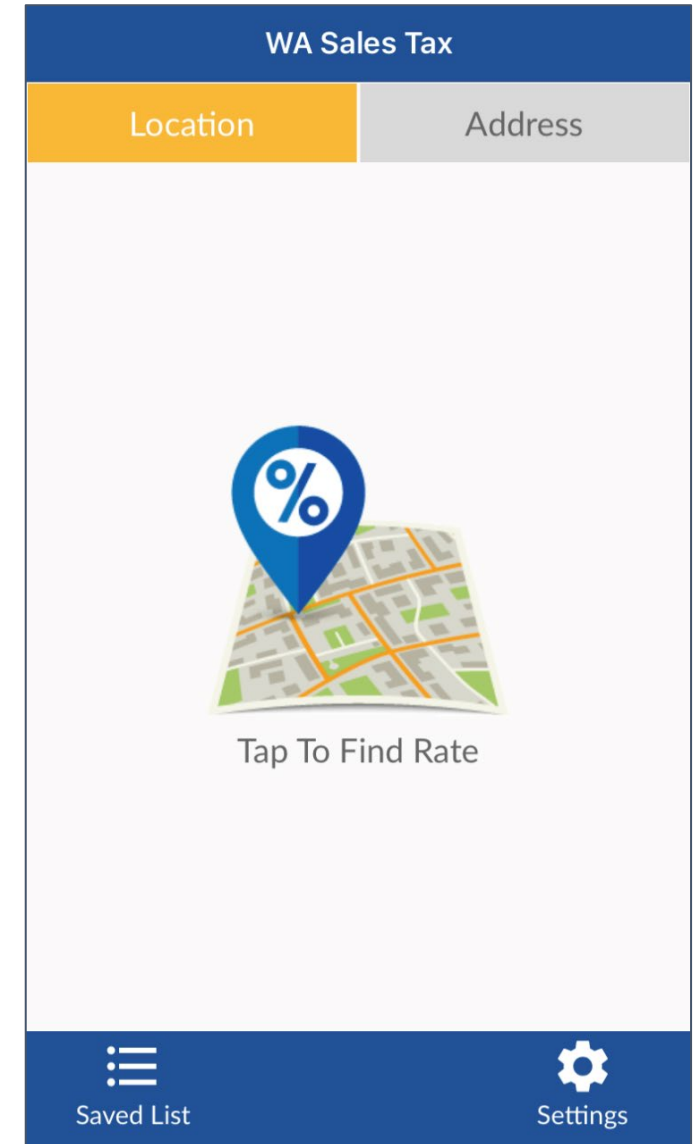 WA Sales Tax
Location Address
%
Tap To Find Rate
Saved List Settings